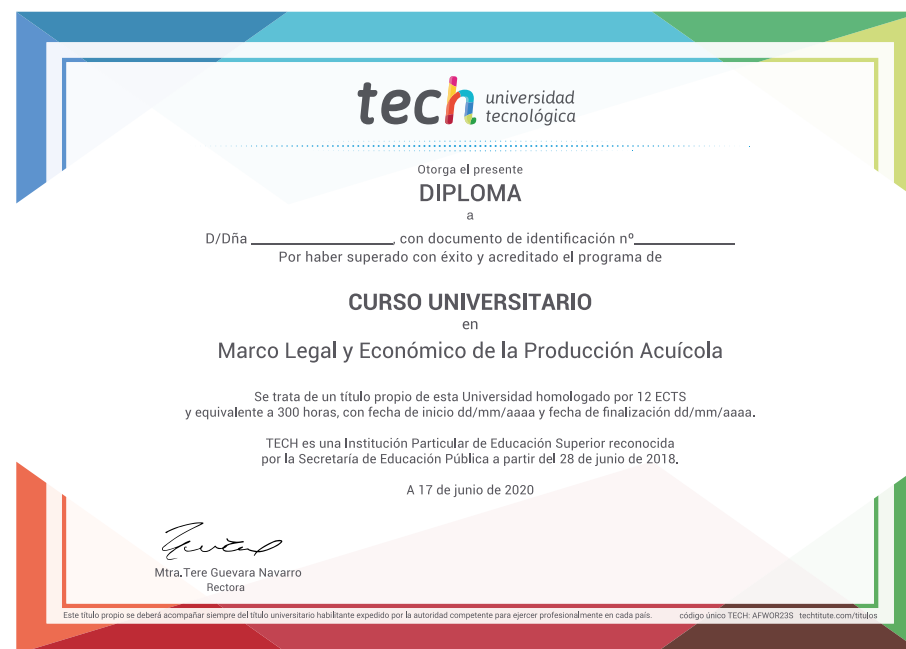 tech universidad
tecnológica
Otorga el presente
DIPLOMA
a
D/Dña ____________________, con documento de identificación nº______________
Por haber superado con éxito y acreditado el programa de
CURSO UNIVERSITARIO
en
Marco Legal y Económico de la Producción Acuícola
Se trata de un título propio de esta Universidad homologado por 12 ECTS
y equivalente a 300 horas, con fecha de inicio dd/mm/aaaa y fecha de finalización dd/mm/aaaa.
TECH es una Institución Particular de Educación Superior reconocida
por la Secretaría de Educación Pública a partir del 28 de junio de 2018.
A 17 de junio de 2020
Mtra.Tere Guevara Navarro
Rectora
Este título propio se deberá acompañar siempre del título universitario habilitante expedido por la autoridad competente para ejercer profesionalmente en cada país. código único TECH: AFWOR23S techtitute.com/titulos